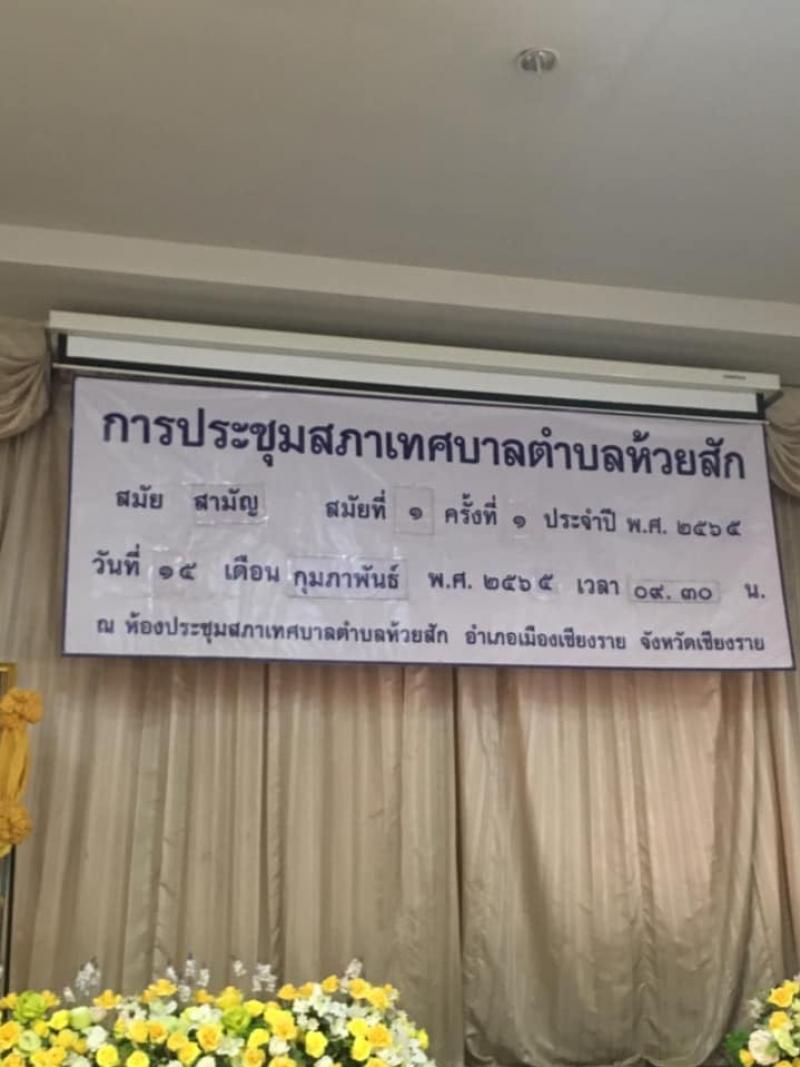 การประชุมสภาเทศบาลตำบลห้วยสัก
สมัย สามัญ สมัยที่ ๑ ครั้งที่ ๑ ประจำปี พ.ศ. ๒๕๖๕
วันที่ ๑๕ เดือน กุมภาพันธ์ พ.ศ. ๒๕๖๕ เวลา ๐๙. ๓๐ น.
ณ ห้องประชุมสภาเทศบาลตำบลห้วยสัก อำเภอเมืองเชียงราย จังหวัดเชียงราย